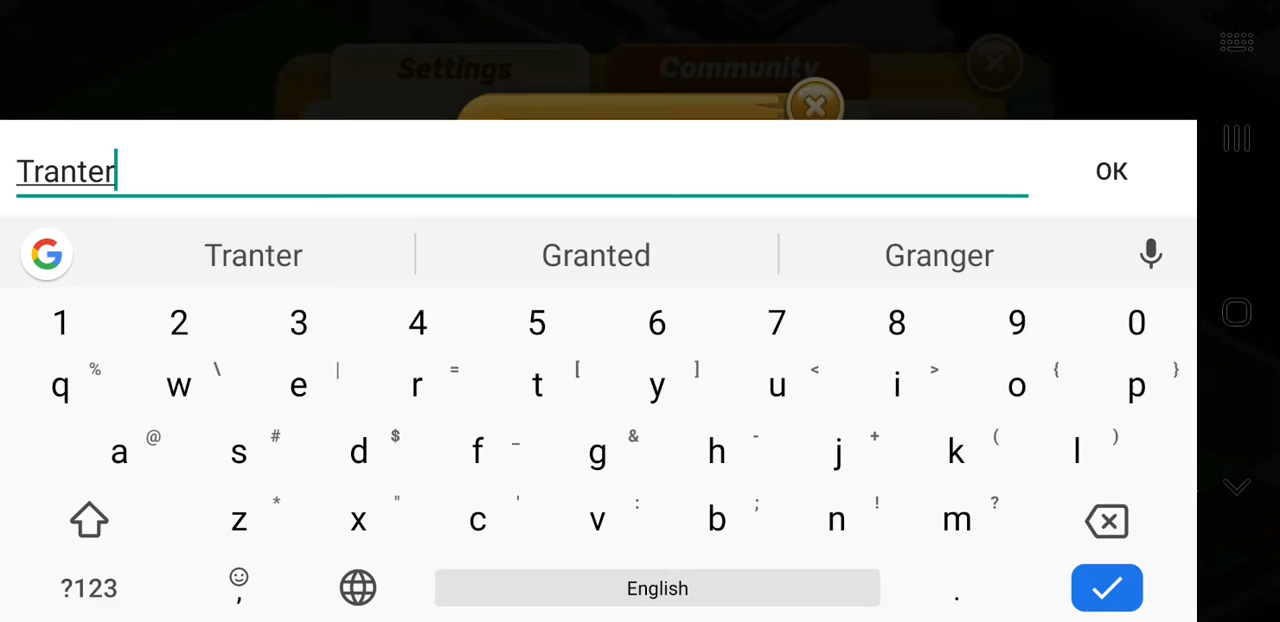 Settings Community
Tranter OK
Tranter Granted Granger
1 2 3 4 5 6 7 8 9 0
q % w \ e | r = t [ y ] u < i > o { p }
a @ s # d $ f _ g & h - j + k ( l )
z * x " c ' v : b ; n ! m ?
?123 , English .